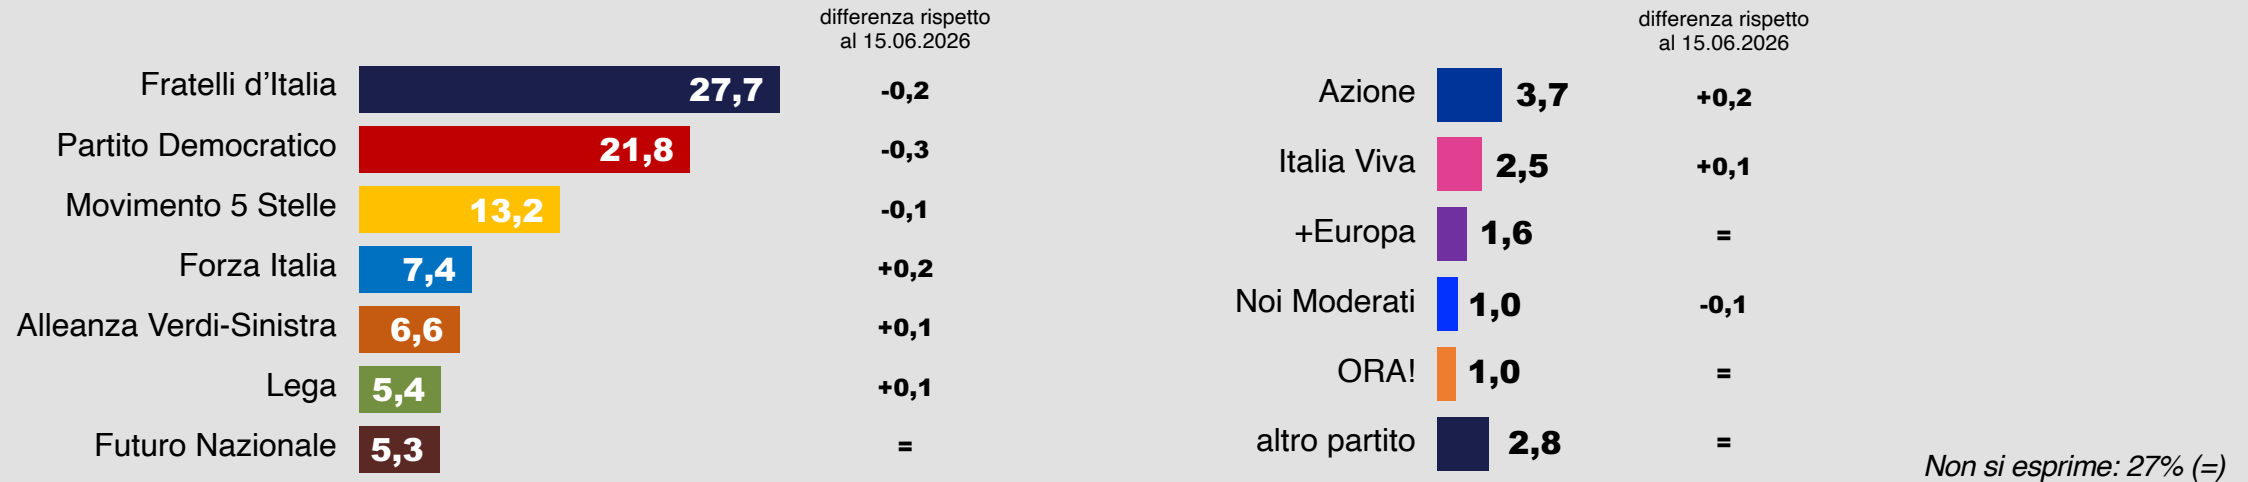 differenza rispetto
al 15.06.2026
Fratelli d'Italia 27,7 -0,2
Partito Democratico 21,8 -0,3
Movimento 5 Stelle 13,2 -0,1
Forza Italia 7,4 +0,2
Alleanza Verdi-Sinistra 6,6 +0,1
Lega 5,4 +0,1
Futuro Nazionale 5,3 =
differenza rispetto
al 15.06.2026
Azione 3,7 +0,2
Italia Viva 2,5 +0,1
+Europa 1,6 =
Noi Moderati 1,0 -0,1
ORA! 1,0 =
altro partito 2,8 =
Non si esprime: 27% (=)